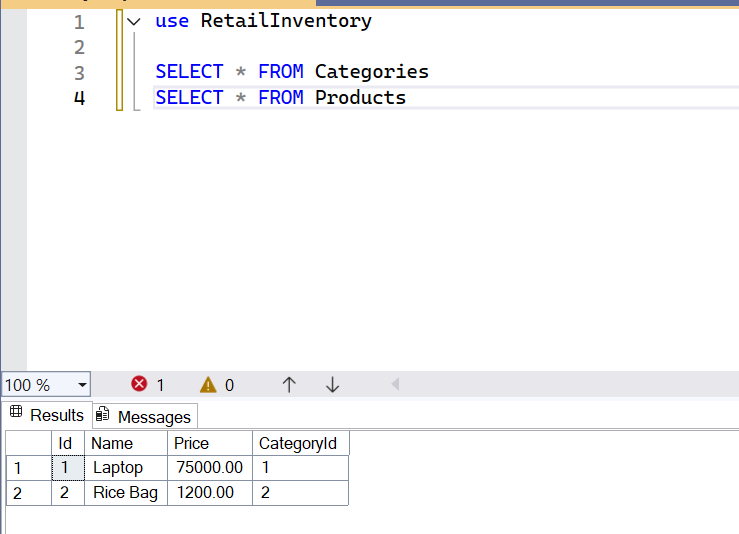 1 use RetailInventory
2
3 SELECT * FROM Categories
4 SELECT * FROM Products
100 % 1 0
Results Messages
Id Name Price CategoryId
1 1 Laptop 75000.00 1
2 2 Rice Bag 1200.00 2